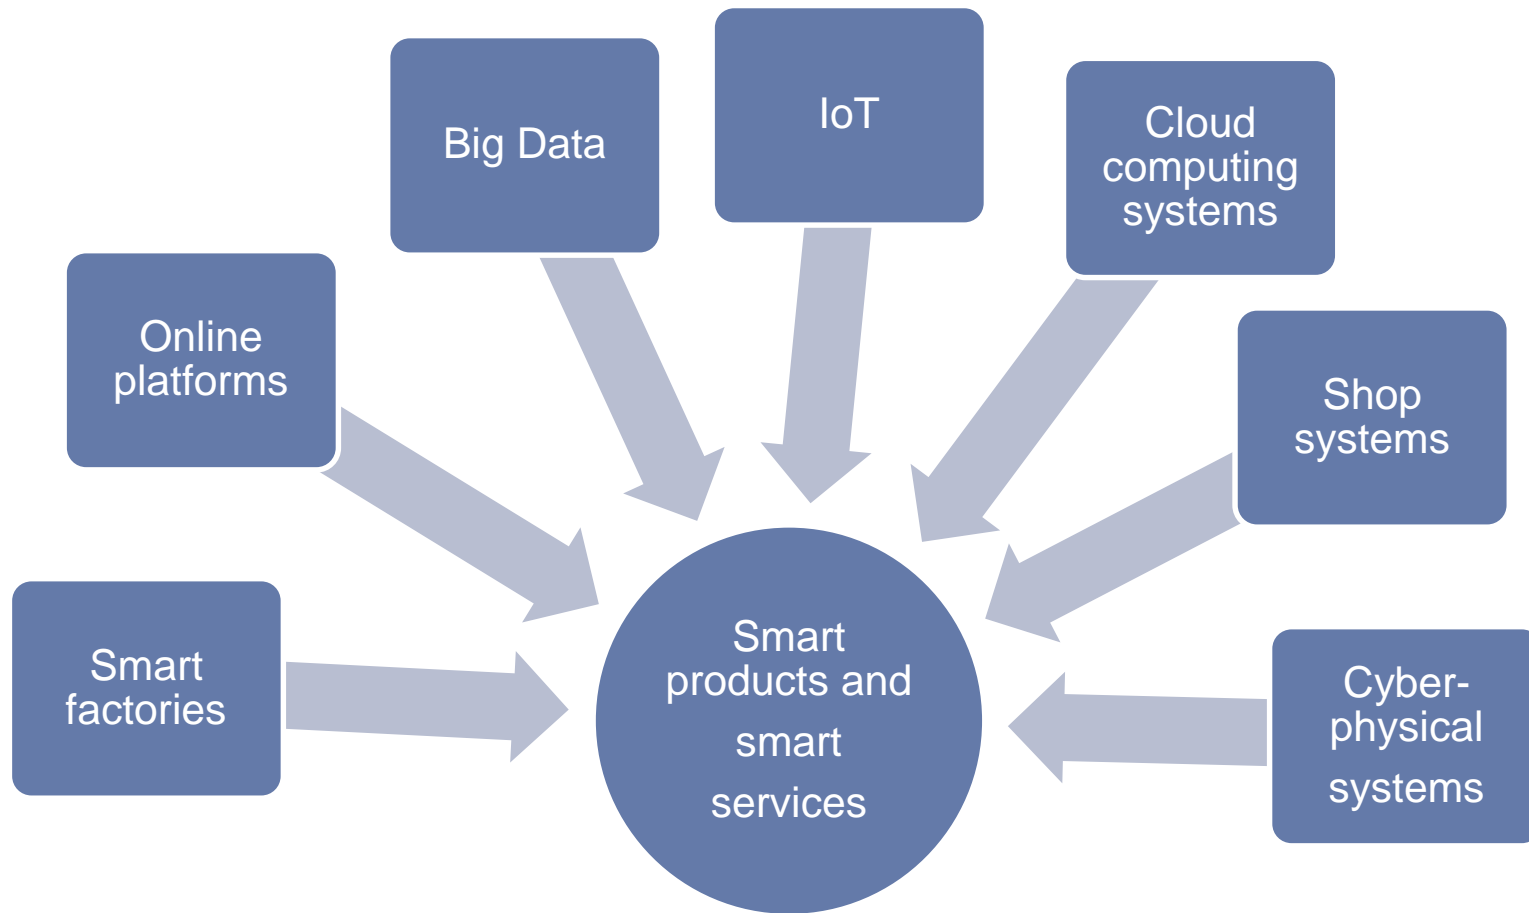 IoT
Big Data
Cloud
computing
systems
Online
platforms
Shop
systems
Smart
factories
Smart
products and
smart
services
Cyber-
physical
systems